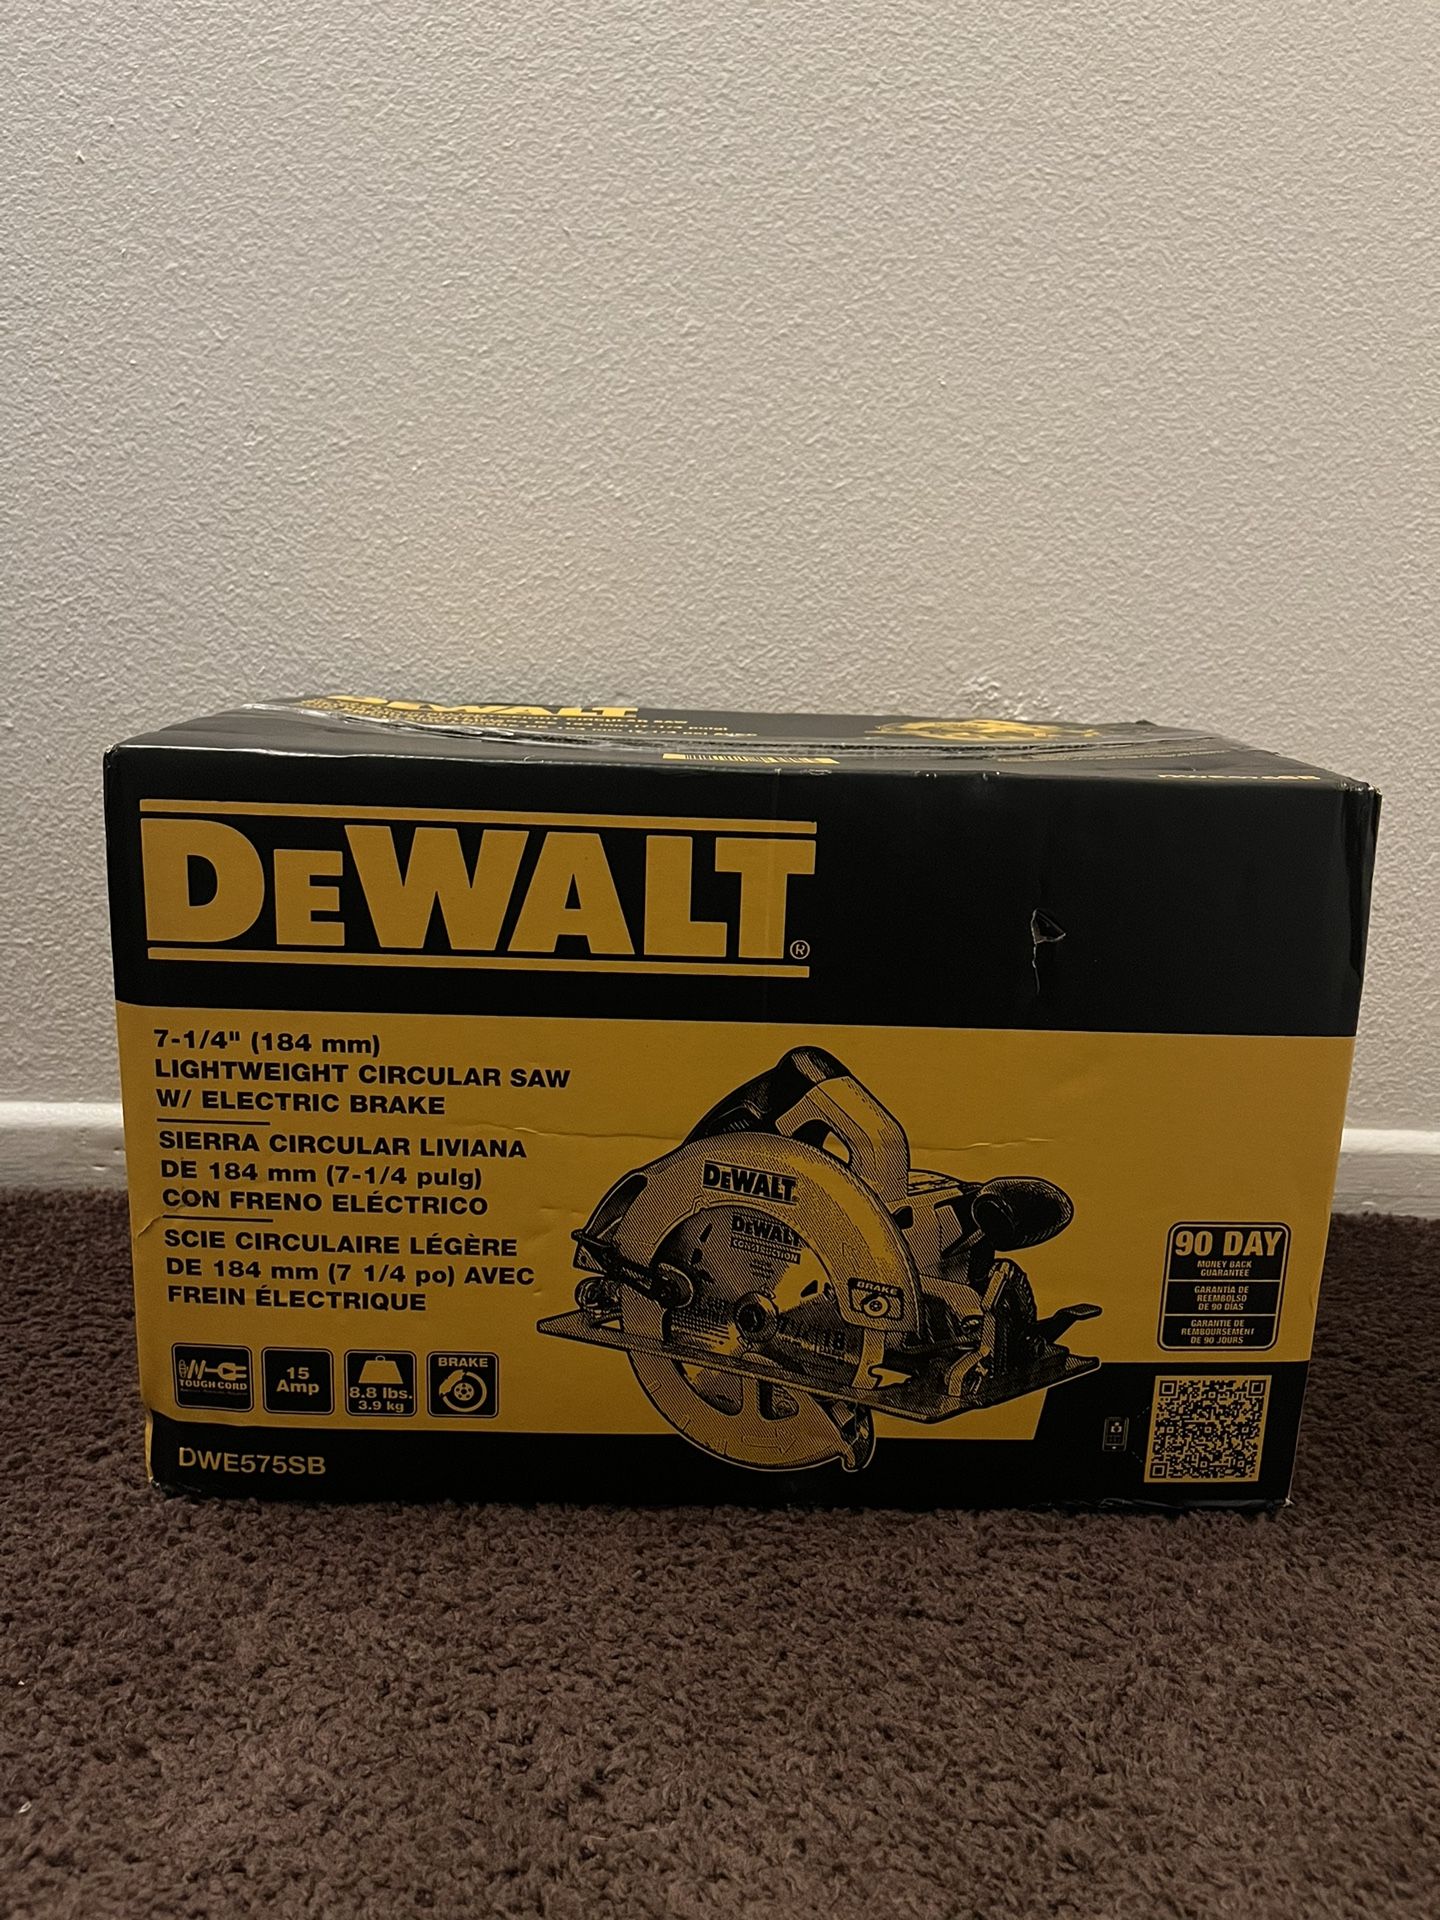 DEWALT
DEWALT®
7-1/4" (184 mm)
LIGHTWEIGHT CIRCULAR SAW
W/ ELECTRIC BRAKE
SIERRA CIRCULAR LIVIANA
DE 184 mm (7-1/4 pulg)
CON FRENO ELÉCTRICO
SCIE CIRCULAIRE LÉGÈRE
DE 184 mm (7 1/4 po) AVEC
FREIN ÉLECTRIQUE
TOUGH CORD
15
Amp
8.8 lbs.
3.9 kg
BRAKE
DWE575SB
DEWALT
DEWALT
CONSTRUCTION
BRAKE
90 DAY
MONEY BACK
GUARANTEE
GARANTÍA DE
REEMBOLSO
DE 90 DÍAS
GARANTIE DE
REMBOURSEMENT
DE 90 JOURS